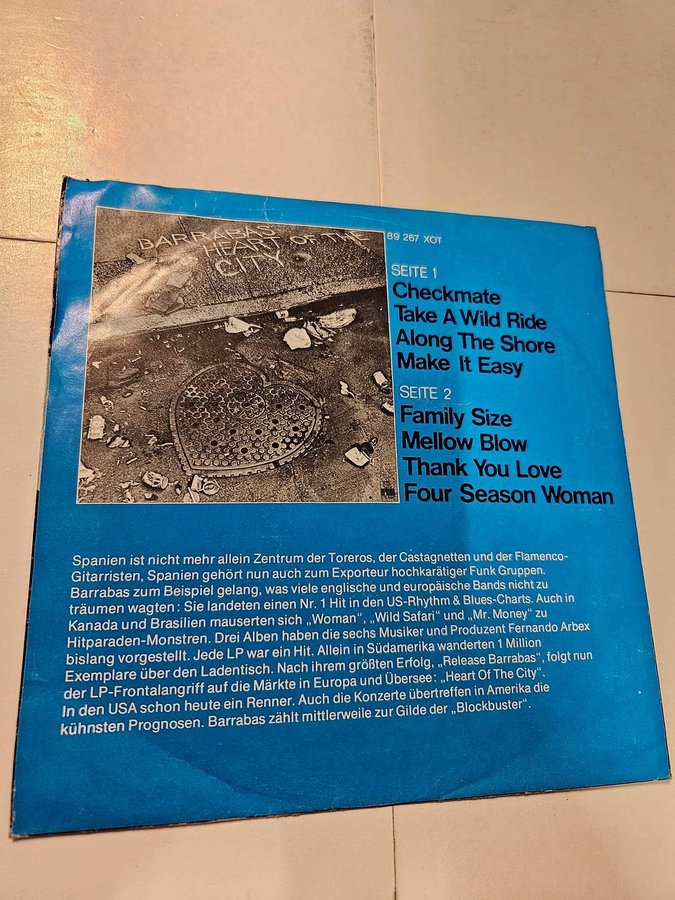 BARRABAS
HEART OF THE
CITY
89 267 XOT
SEITE 1
Checkmate
Take A Wild Ride
Along The Shore
Make It Easy
SEITE 2
Family Size
Mellow Blow
Thank You Love
Four Season Woman
Spanien ist nicht mehr allein Zentrum der Toreros, der Castagnetten und der Flamenco-
Gitarristen, Spanien gehört nun auch zum Exporteur hochkarätiger Funk Gruppen.
Barrabas zum Beispiel gelang, was viele englische und europäische Bands nicht zu
träumen wagten: Sie landeten einen Nr. 1 Hit in den US-Rhythm & Blues-Charts. Auch in
Kanada und Brasilien mauserten sich „Woman“, „Wild Safari“ und „Mr. Money“ zu
Hitparaden-Monstren. Drei Alben haben die sechs Musiker und Produzent Fernando Arbex
bislang vorgestellt. Jede LP war ein Hit. Allein in Südamerika wanderten 1 Million
Exemplare über den Ladentisch. Nach ihrem größten Erfolg, „Release Barrabas“, folgt nun
der LP-Frontalangriff auf die Märkte in Europa und Übersee: „Heart Of The City“.
In den USA schon heute ein Renner. Auch die Konzerte übertreffen in Amerika die
kühnsten Prognosen. Barrabas zählt mittlerweile zur Gilde der „Blockbuster“.